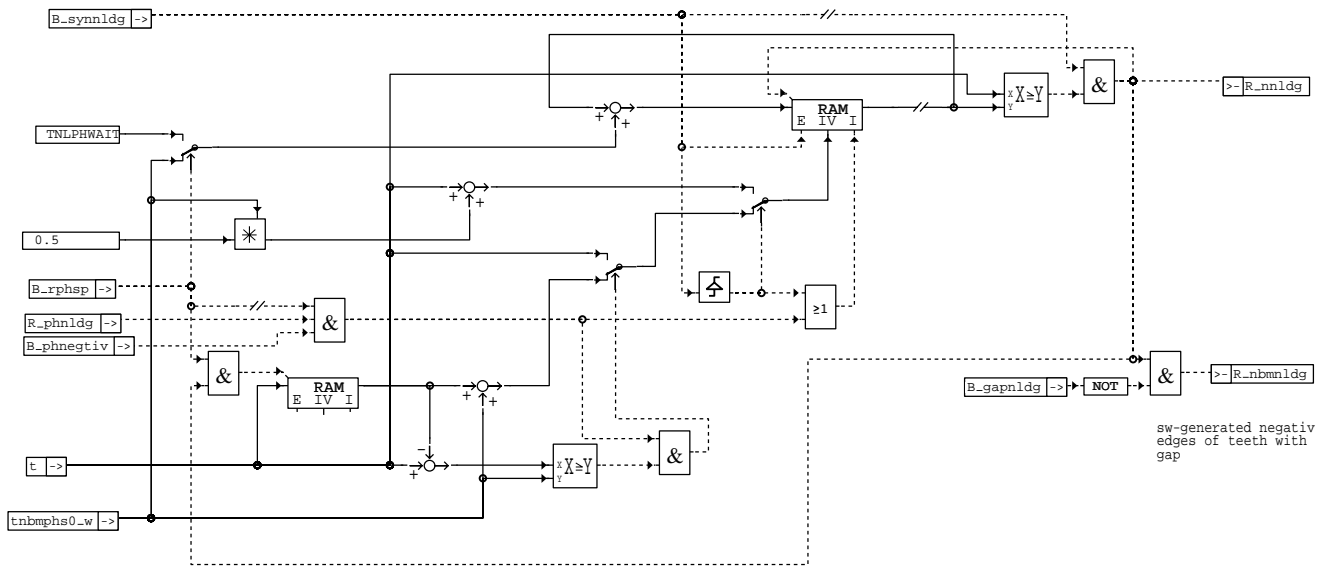 B_synnldg ->
X
Y
X≥Y
&
>- R_nnldg
RAM
E IV I
+
+
TNLPHWAIT
+
+
0.5
✳
B_rphsp ->
≥1
R_phnldg ->
&
B_phnegtiv ->
&
RAM
E IV I
+
+
&
>- R_nbmnldg
B_gapnldg ->
NOT
sw-generated negativ
edges of teeth with
gap
t ->
-
+
X
Y
X≥Y
&
tnbmphs0_w ->